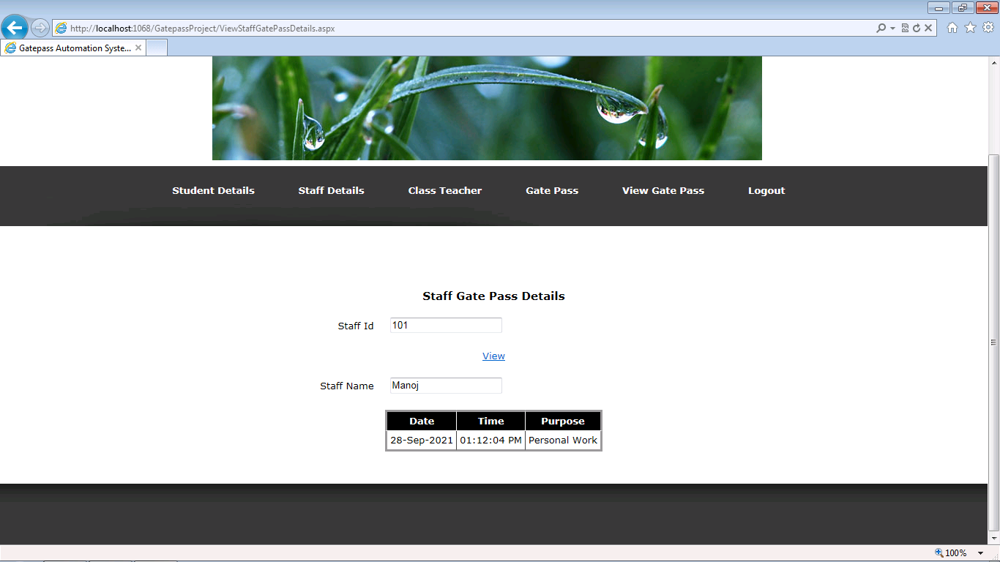 http://localhost:1068/GatepassProject/ViewStaffGatePassDetails.aspx
Gatepass Automation Syste...
Student Details Staff Details Class Teacher Gate Pass View Gate Pass Logout
Staff Gate Pass Details
Staff Id 101
View
Staff Name Manoj
Date Time Purpose
28-Sep-2021 01:12:04 PM Personal Work
100%